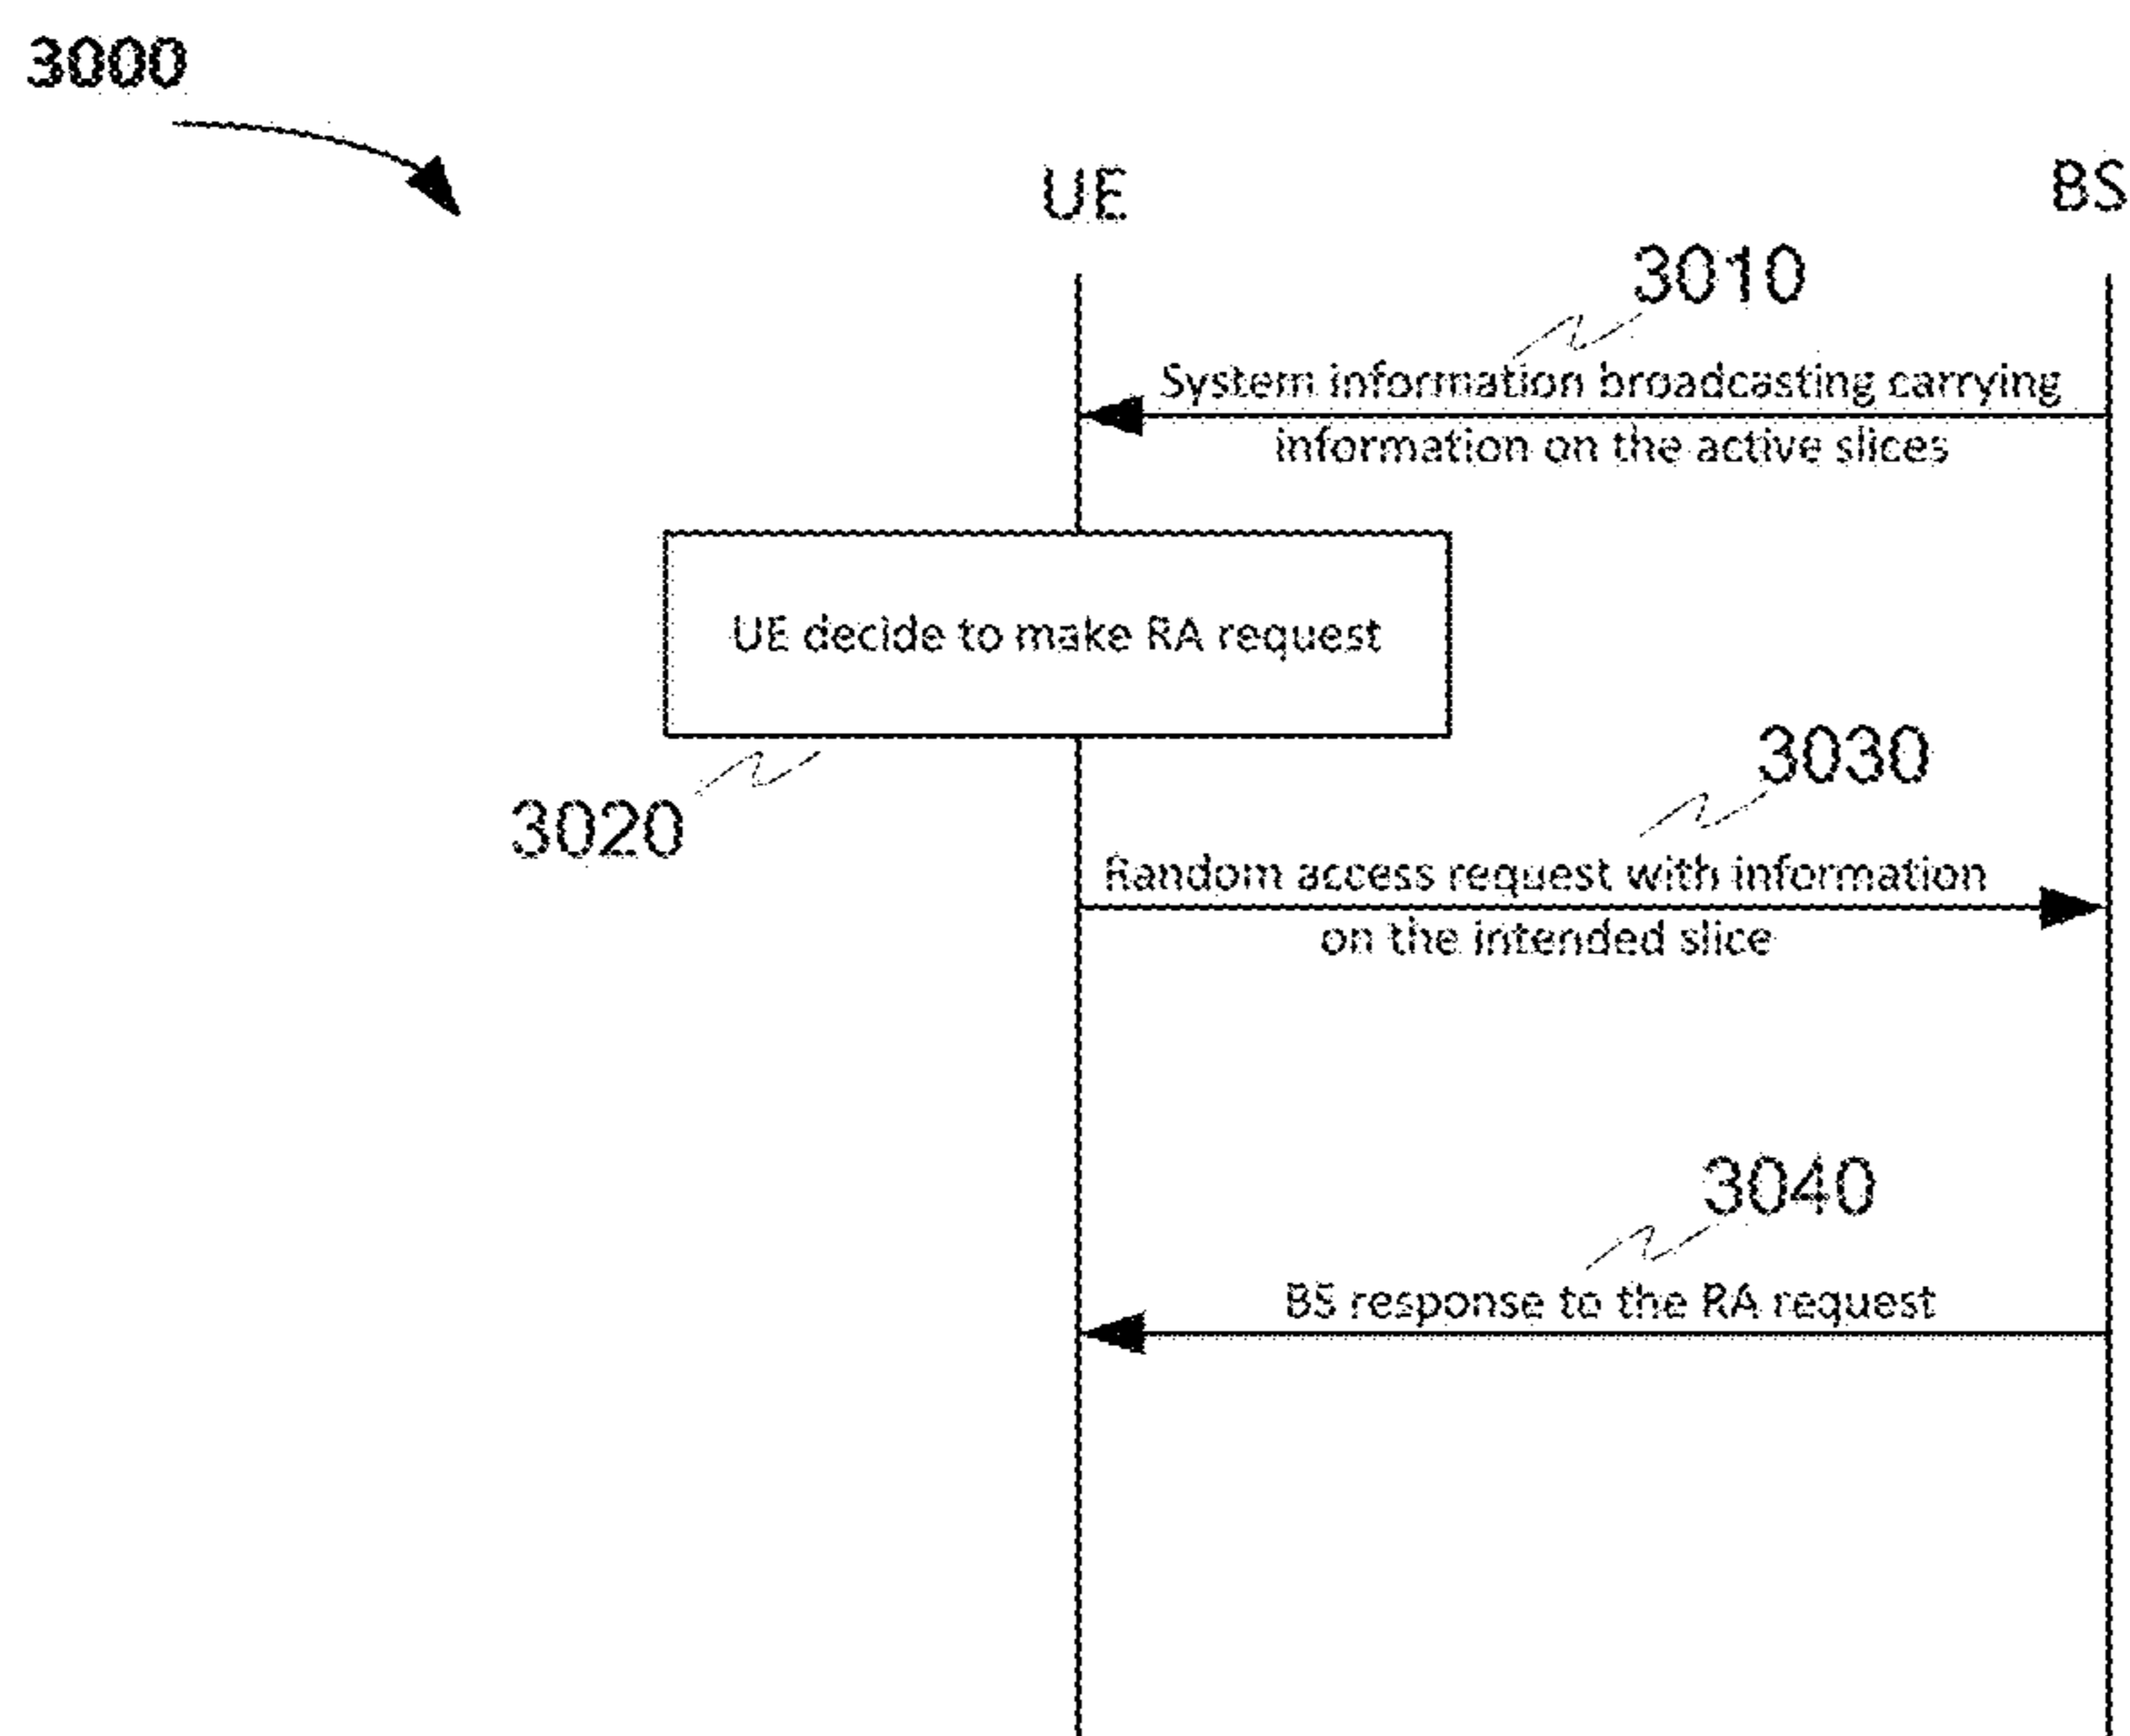 3000
UE
BS
3010
System information broadcasting carrying
information on the active slices
UE decide to make RA request
3020
3030
Random access request with information
on the intended slice
3040
BS response to the RA request